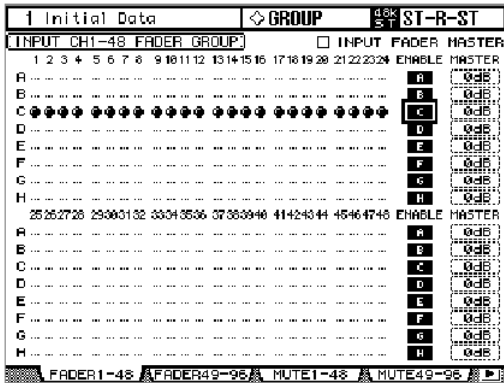 1 Initial Data ◇GROUP 48K ST ST-R-ST
INPUT CH1-48 FADER GROUP. □ INPUT FADER MASTER
1 2 3 4 5 6 7 8 9 10 11 12 13 14 15 16 17 18 19 20 21 22 23 24 ENABLE MASTER
A A 0dB
B B 0dB
C C 0dB
D D 0dB
E E 0dB
F F 0dB
G G 0dB
H H 0dB
25 26 27 28 29 30 31 32 33 34 35 36 37 38 39 40 41 42 43 44 45 46 47 48 ENABLE MASTER
A A 0dB
B B 0dB
C C 0dB
D D 0dB
E E 0dB
F F 0dB
G G 0dB
H H 0dB
FADER1-48 FADER49-96 MUTE1-48 MUTE49-96